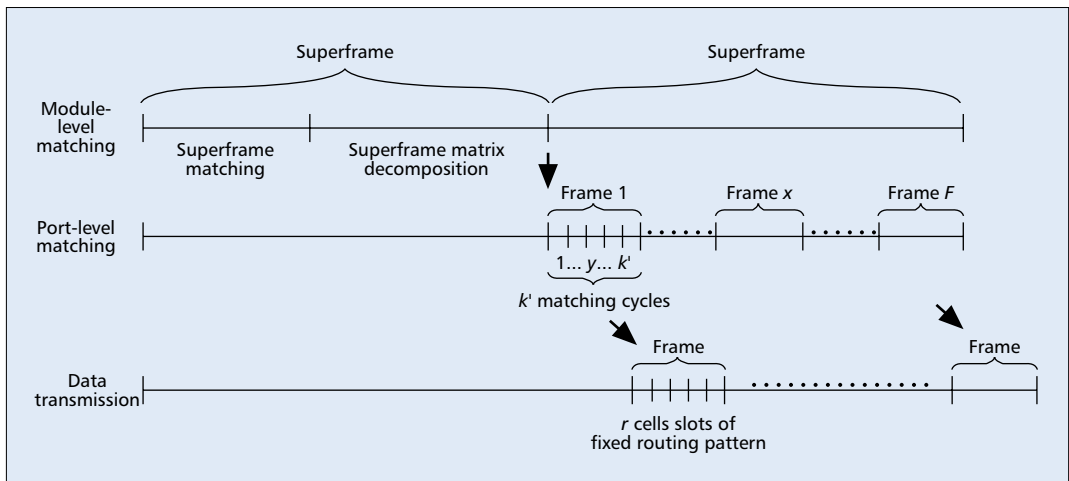 Superframe
Superframe
Module-
level
matching
Superframe
matching
Superframe matrix
decomposition
Frame 1
Frame x
Frame F
Port-level
matching
1... y... k'
k' matching cycles
Frame
Frame
Data
transmission
r cells slots of
fixed routing pattern